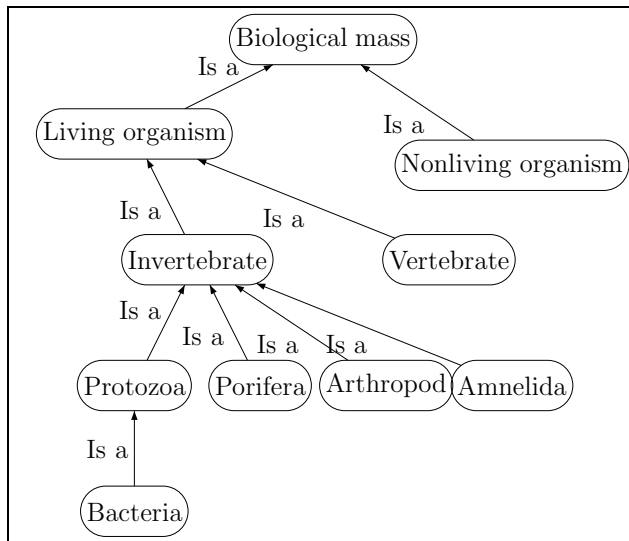 Biological mass
Is a
Living organism
Is a
Nonliving organism
Is a
Is a
Invertebrate
Vertebrate
Is a
Is a
Is a
Is a
Protozoa
Porifera
Arthropod
Amnelida
Is a
Bacteria